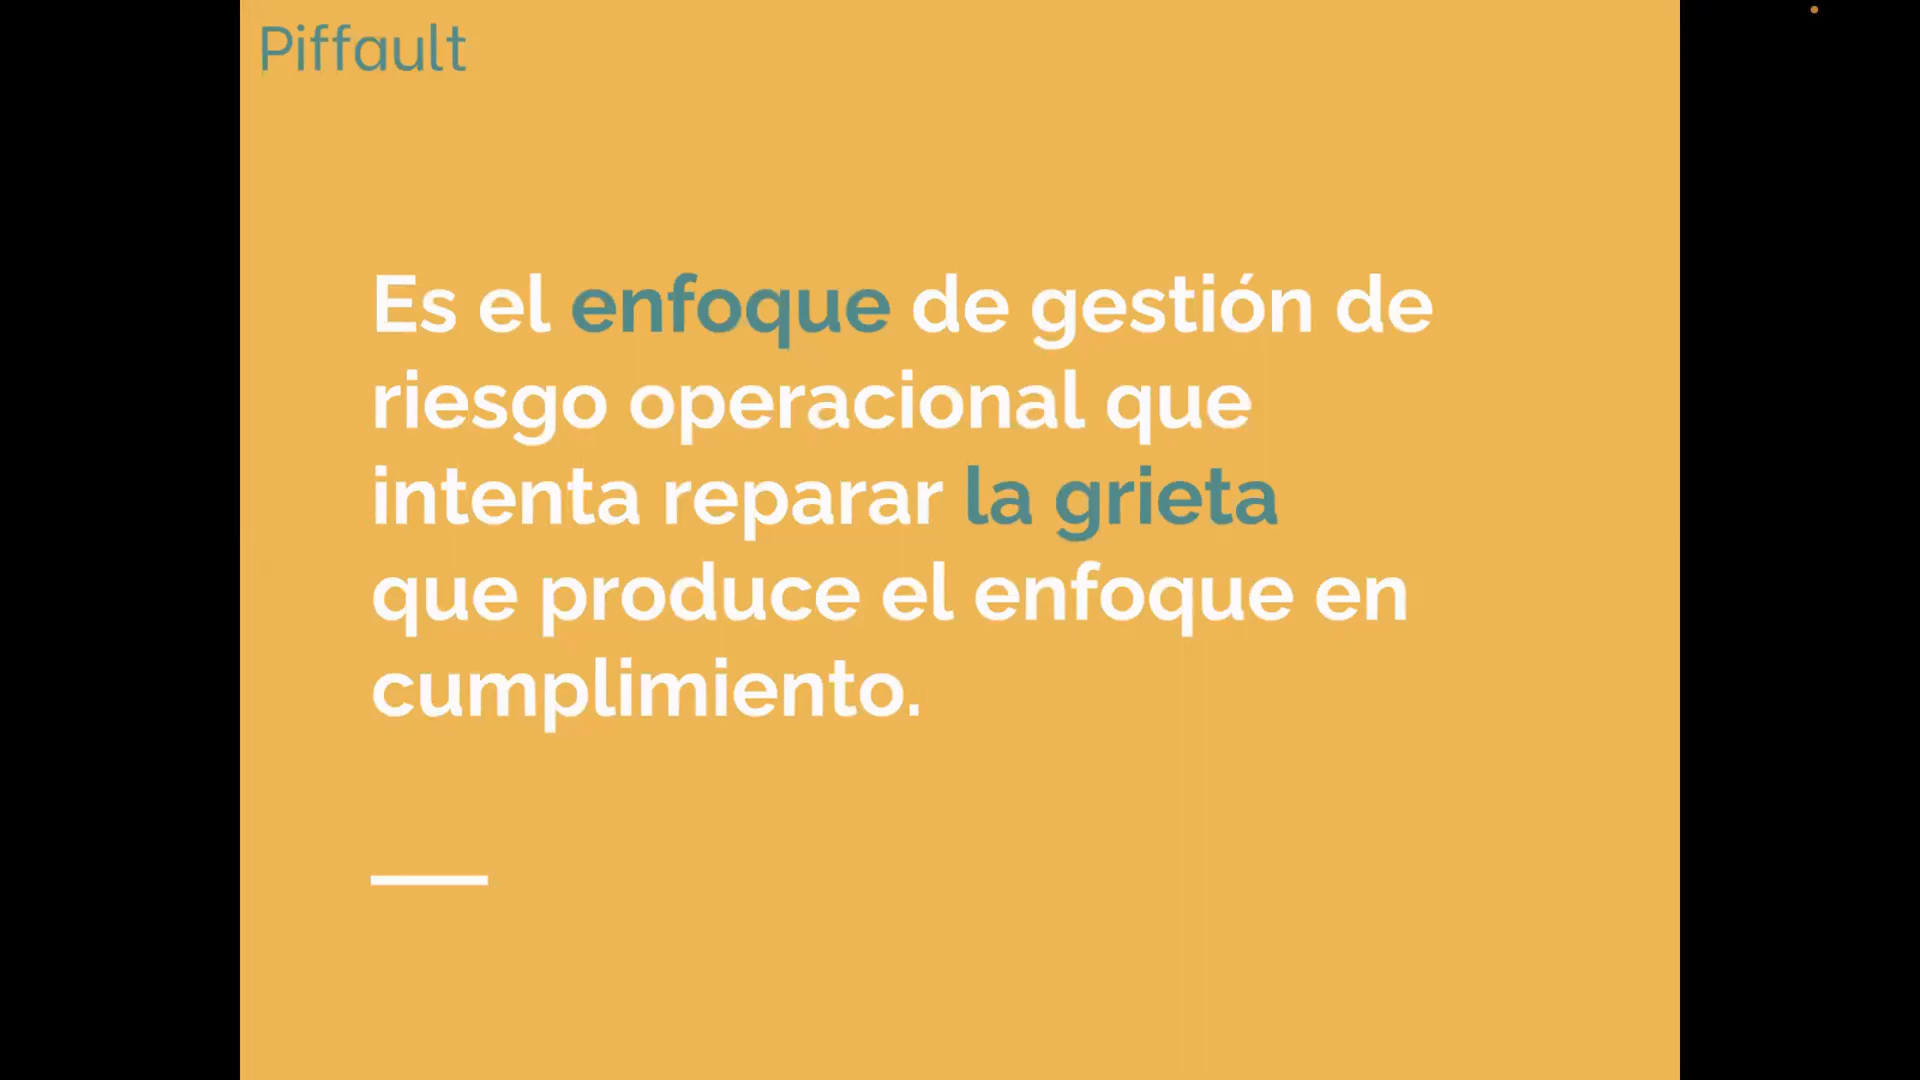 Piffault
Es el enfoque de gestión de
riesgo operacional que
intenta reparar la grieta
que produce el enfoque en
cumplimiento.